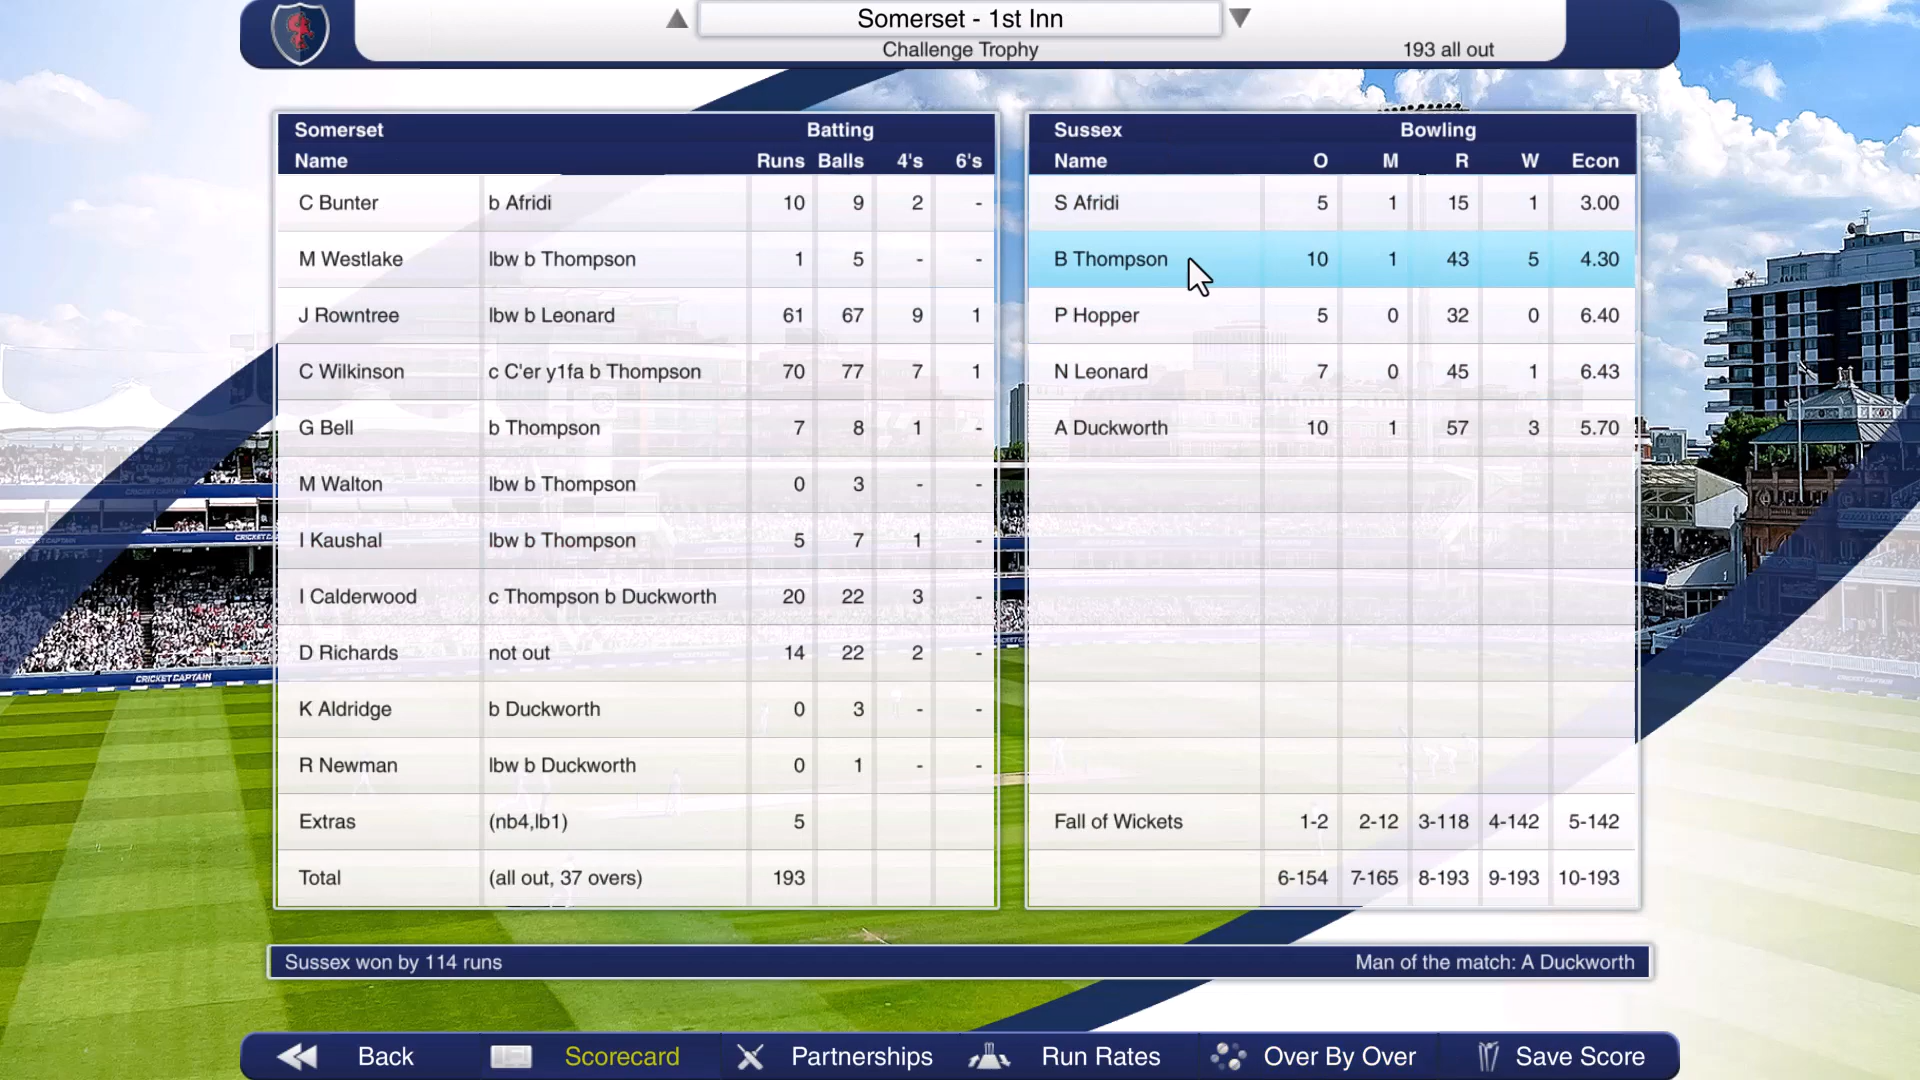 Somerset - 1st Inn
Challenge Trophy 193 all out
Somerset Batting
Name Runs Balls 4's 6's
C Bunter b Afridi 10 9 2 -
M Westlake lbw b Thompson 1 5 - -
J Rowntree lbw b Leonard 61 67 9 1
C Wilkinson c C'er y1fa b Thompson 70 77 7 1
G Bell b Thompson 7 8 1 -
M Walton lbw b Thompson 0 3 - -
I Kaushal lbw b Thompson 5 7 1 -
I Calderwood c Thompson b Duckworth 20 22 3 -
D Richards not out 14 22 2 -
K Aldridge b Duckworth 0 3 - -
R Newman lbw b Duckworth 0 1 - -
Extras (nb4,lb1) 5
Total (all out, 37 overs) 193
Sussex Bowling
Name O M R W Econ
S Afridi 5 1 15 1 3.00
B Thompson 10 1 43 5 4.30
P Hopper 5 0 32 0 6.40
N Leonard 7 0 45 1 6.43
A Duckworth 10 1 57 3 5.70
Fall of Wickets 1-2 2-12 3-118 4-142 5-142
6-154 7-165 8-193 9-193 10-193
CRICKET CAPTAIN
Sussex won by 114 runs Man of the match: A Duckworth
Back Scorecard Partnerships Run Rates Over By Over Save Score